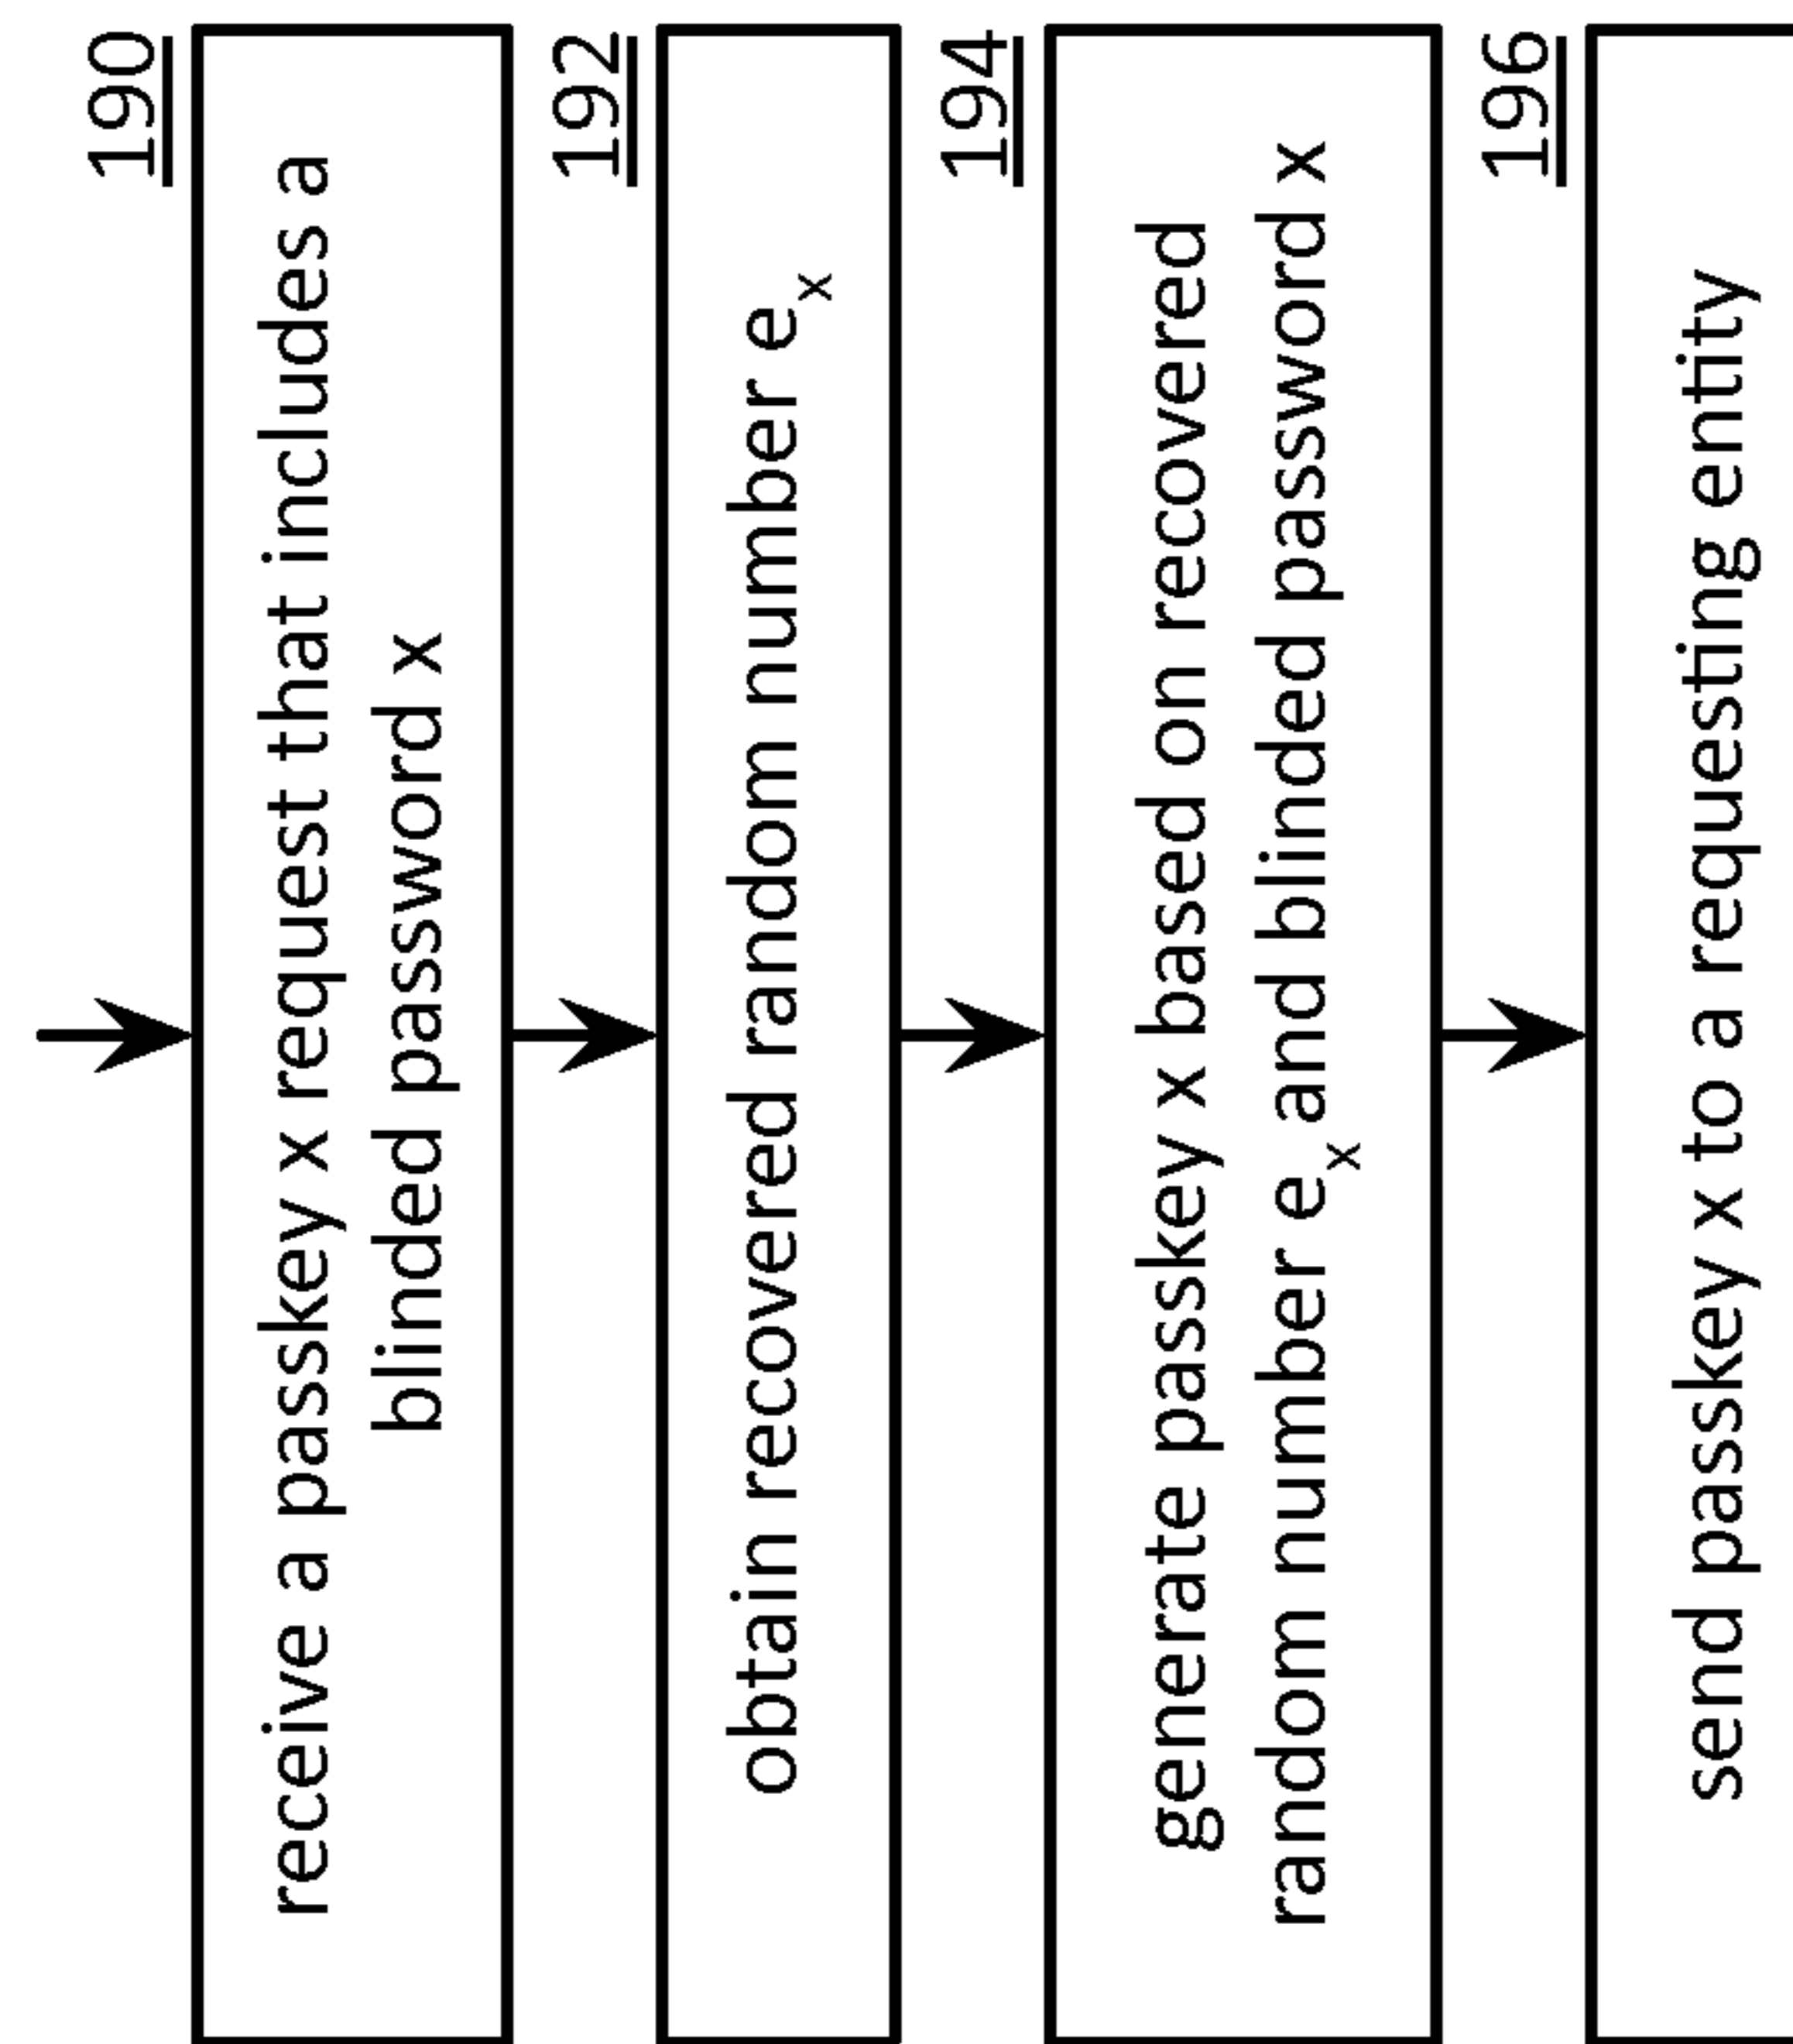 190
receive a passkey x request that includes a
blinded password x
192
obtain recovered random number eₓ
194
generate passkey x based on recovered
random number eₓ and blinded password x
196
send passkey x to a requesting entity